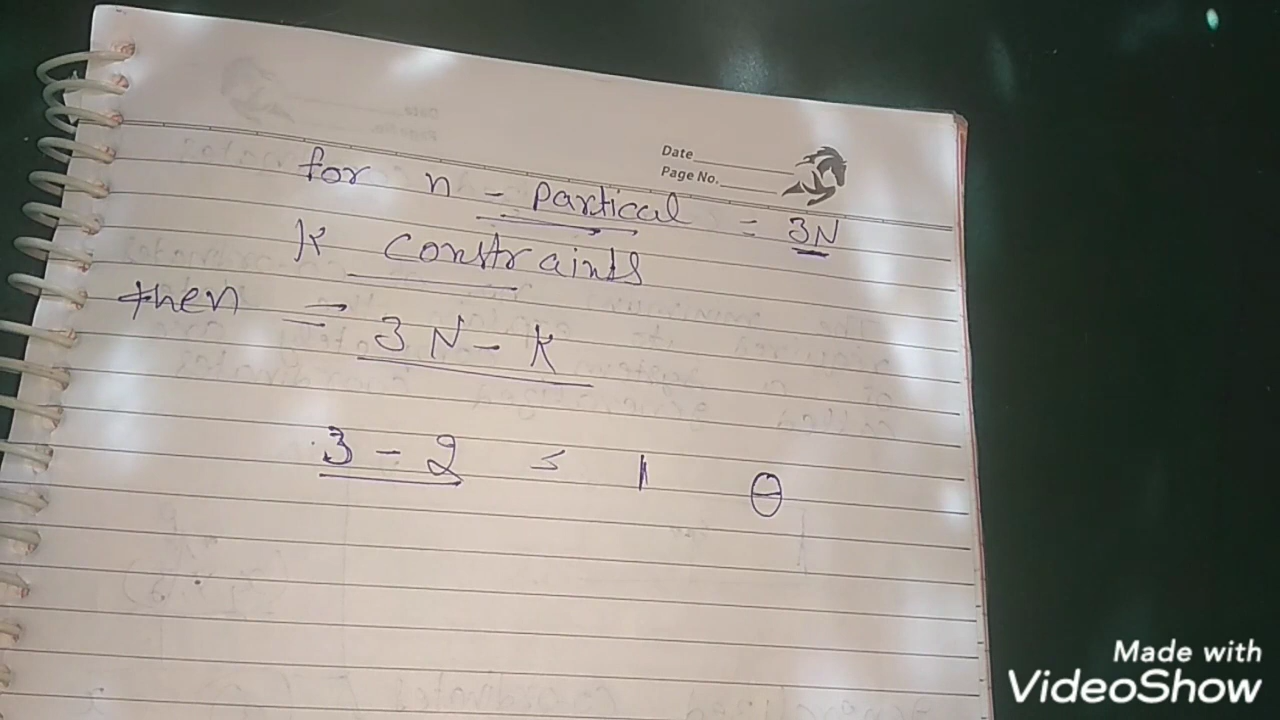 Date
Page No.
for n - partical = 3N
K constraints
then = 3N - K
3 - 2 = 1 θ
Made with
VideoShow